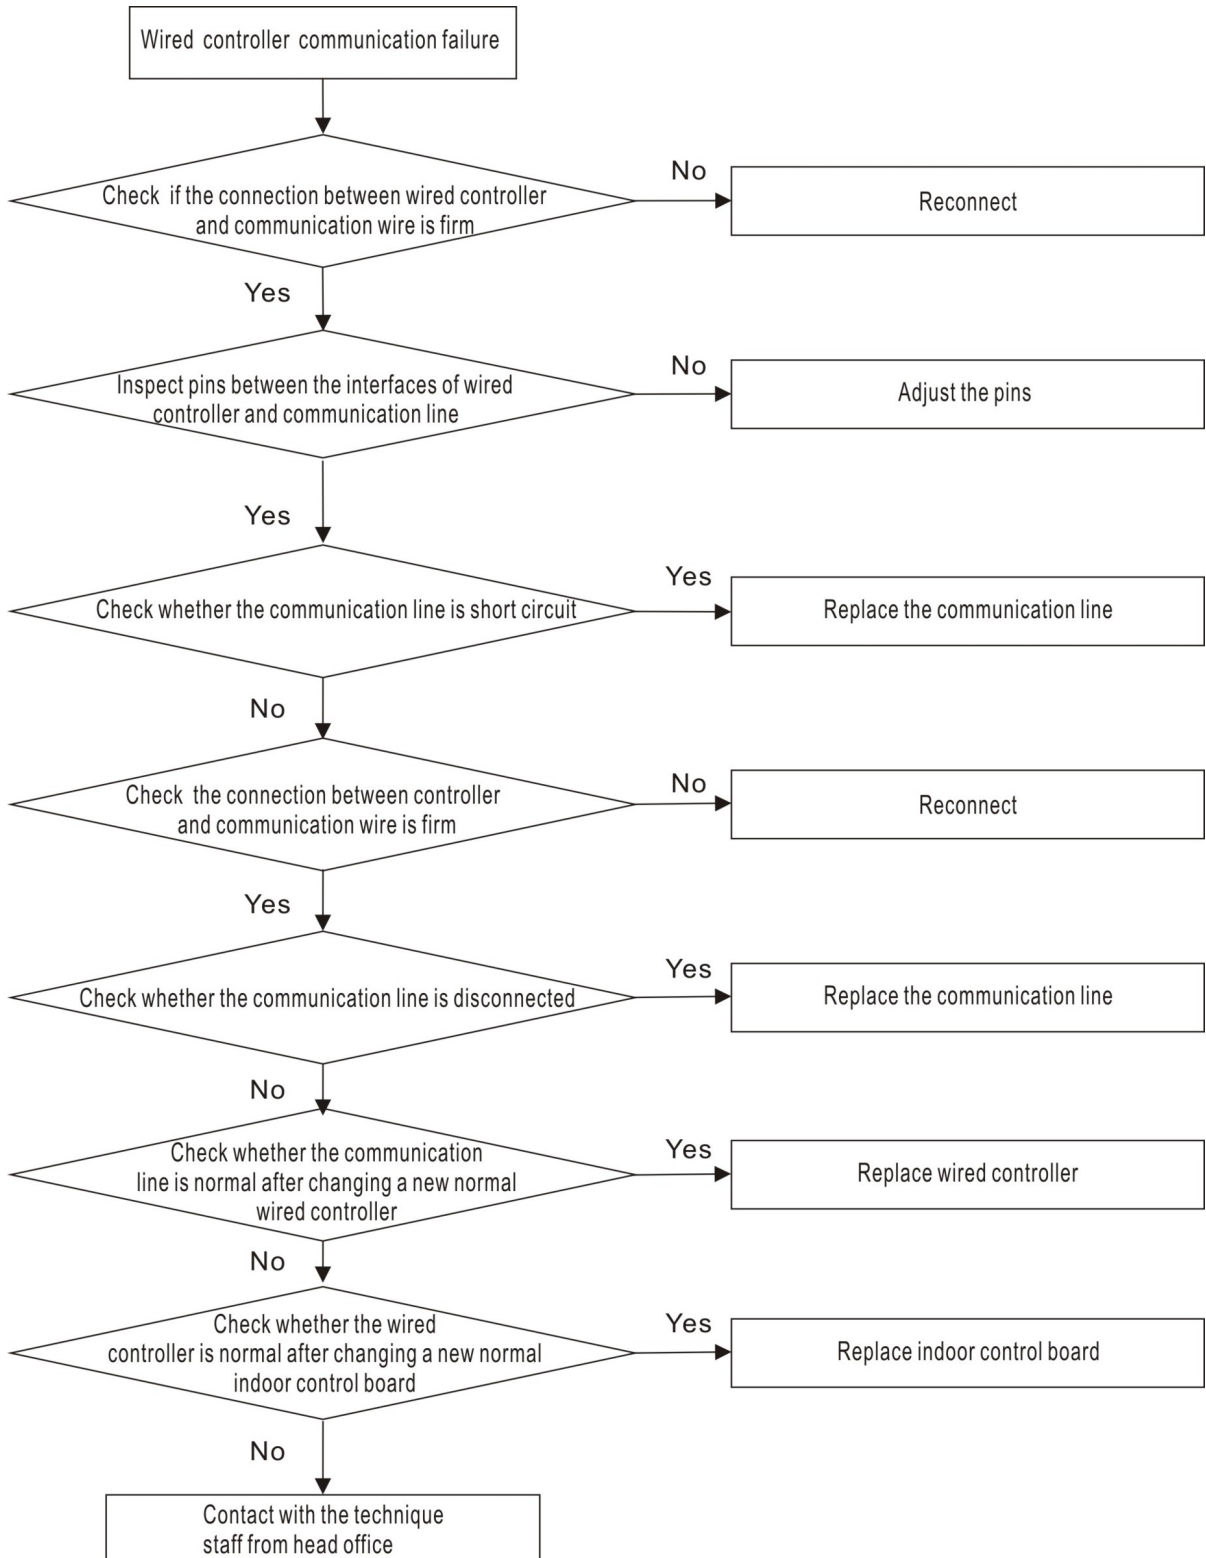 Wired controller communication failure
Check if the connection between wired controller
and communication wire is firm
No
Reconnect
Yes
Inspect pins between the interfaces of wired
controller and communication line
No
Adjust the pins
Yes
Check whether the communication line is short circuit
Yes
Replace the communication line
No
Check the connection between controller
and communication wire is firm
No
Reconnect
Yes
Check whether the communication line is disconnected
Yes
Replace the communication line
No
Check whether the communication
line is normal after changing a new normal
wired controller
Yes
Replace wired controller
No
Check whether the wired
controller is normal after changing a new normal
indoor control board
Yes
Replace indoor control board
No
Contact with the technique
staff from head office